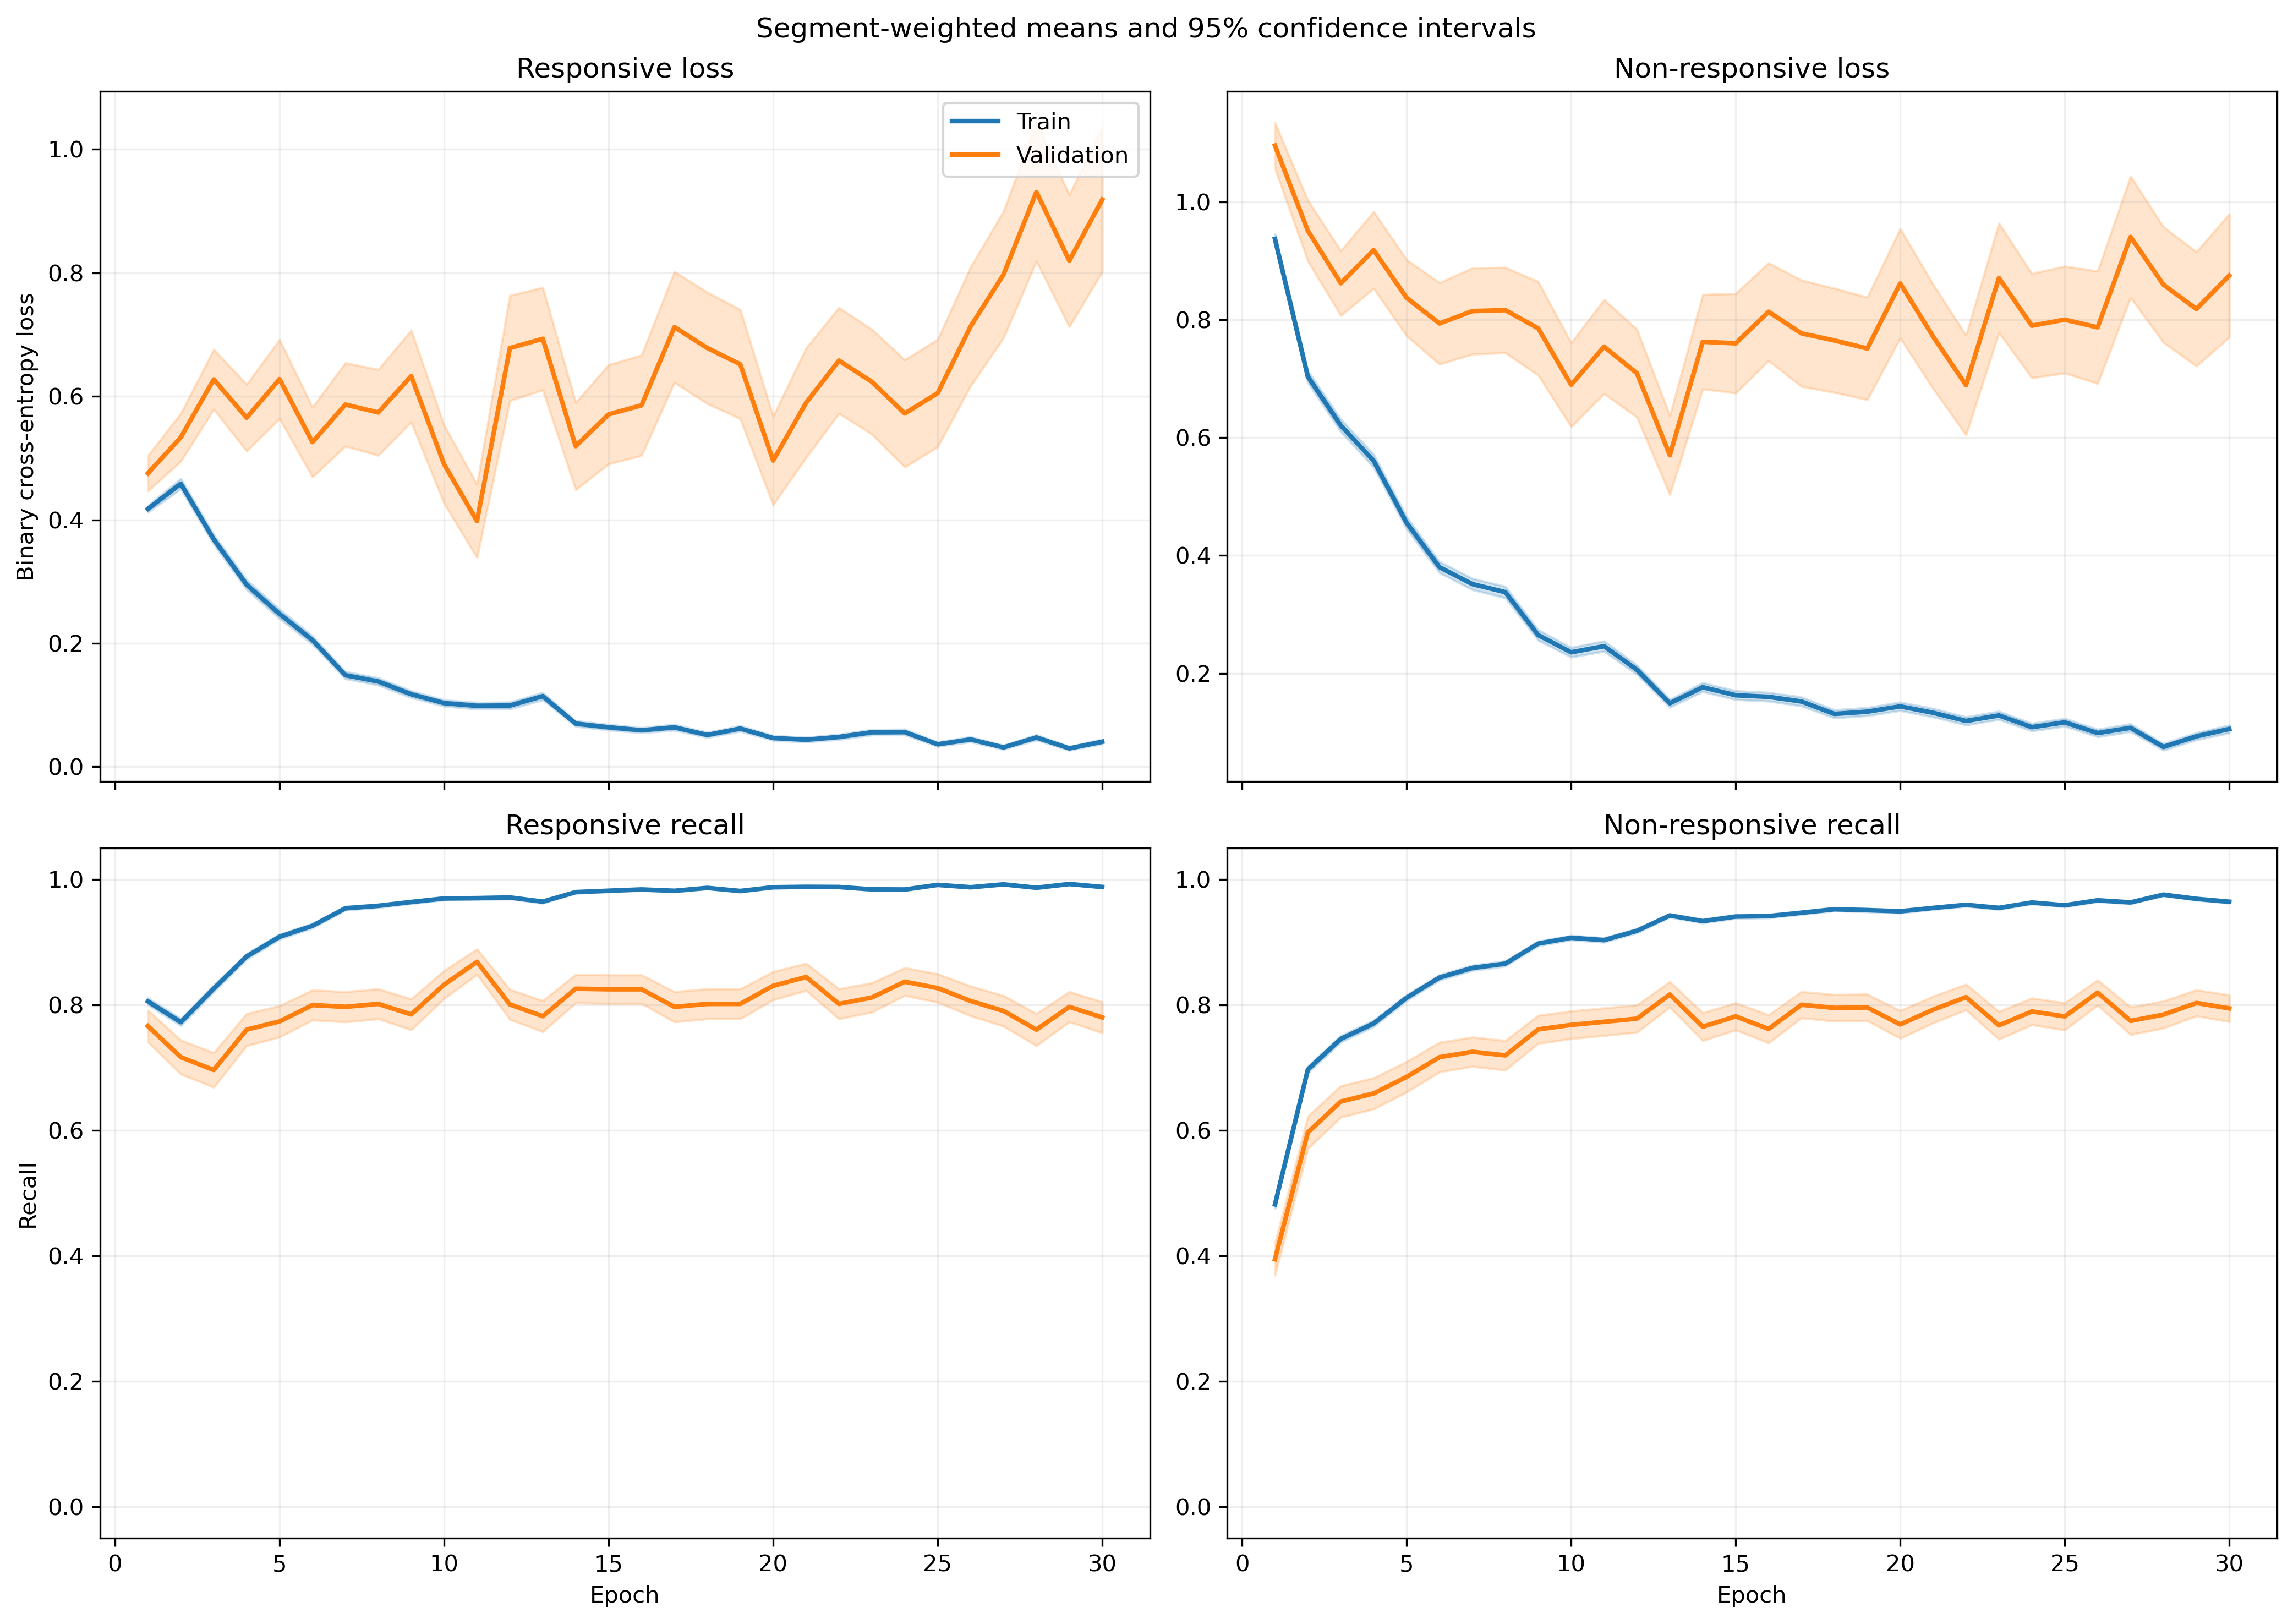 Segment-weighted means and 95% confidence intervals
Responsive loss
Non-responsive loss
Train
Validation
Binary cross-entropy loss
1.0
0.8
0.6
0.4
0.2
0.0
1.0
0.8
0.6
0.4
0.2
Responsive recall
Non-responsive recall
Recall
1.0
0.8
0.6
0.4
0.2
0.0
0 5 10 15 20 25 30
Epoch
1.0
0.8
0.6
0.4
0.2
0.0
0 5 10 15 20 25 30
Epoch